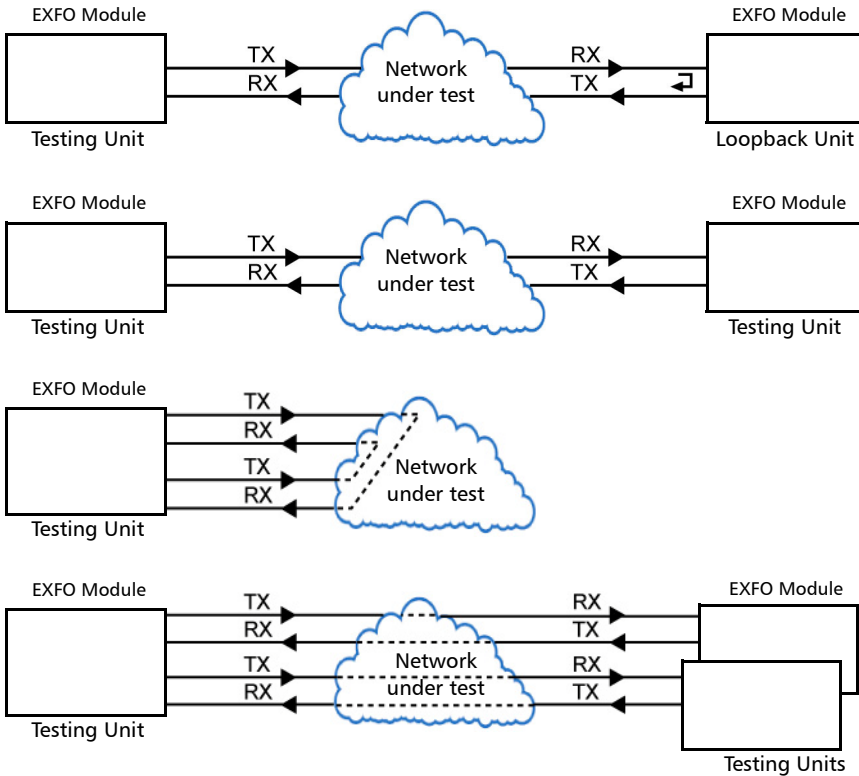 EXFO Module
EXFO Module
TX
RX
RX
TX
Network
under test
Testing Unit
Loopback Unit
EXFO Module
EXFO Module
TX
RX
RX
TX
Network
under test
Testing Unit
Testing Unit
EXFO Module
TX
RX
TX
RX
Network
under test
Testing Unit
EXFO Module
EXFO Module
TX
RX
RX
TX
TX
RX
RX
TX
Network
under test
Testing Unit
Testing Units